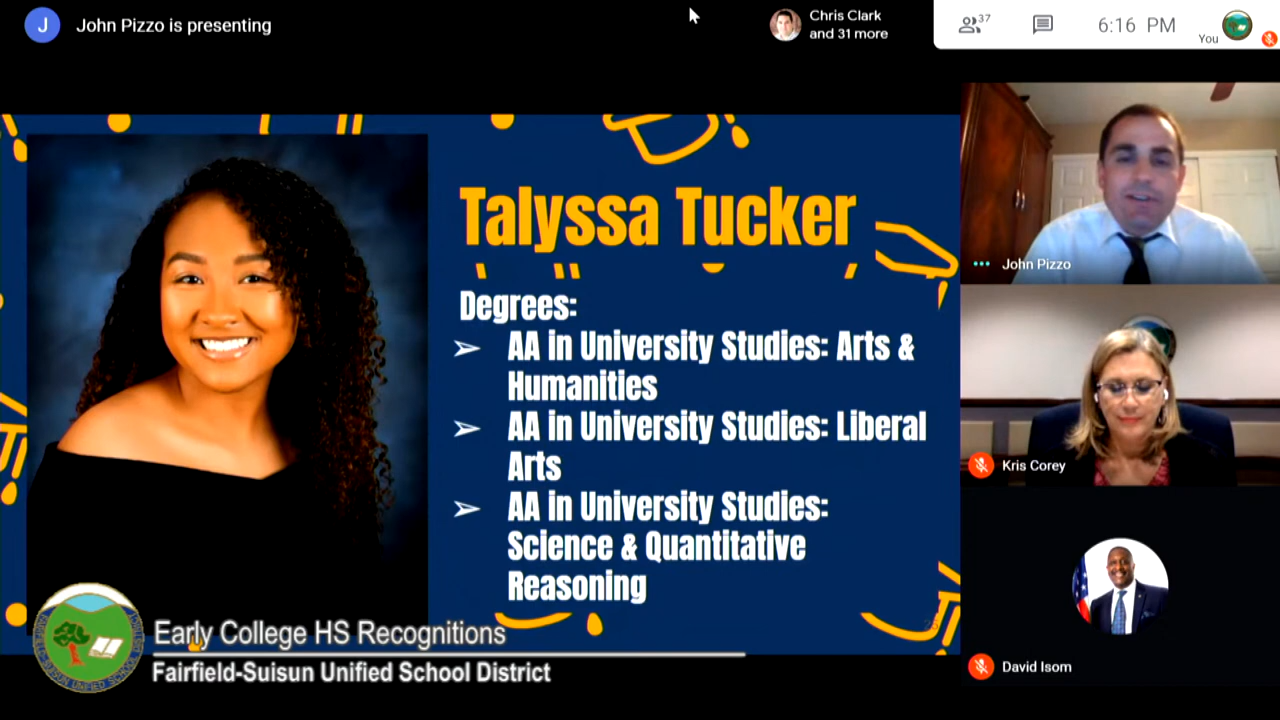 J
John Pizzo is presenting
Chris Clark
and 31 more
37
6:16 PM
You
Talyssa Tucker
Degrees:
➢ AA in University Studies: Arts &
Humanities
➢ AA in University Studies: Liberal
Arts
➢ AA in University Studies:
Science & Quantitative
Reasoning
John Pizzo
Kris Corey
David Isom
Early College HS Recognitions
Fairfield-Suisun Unified School District